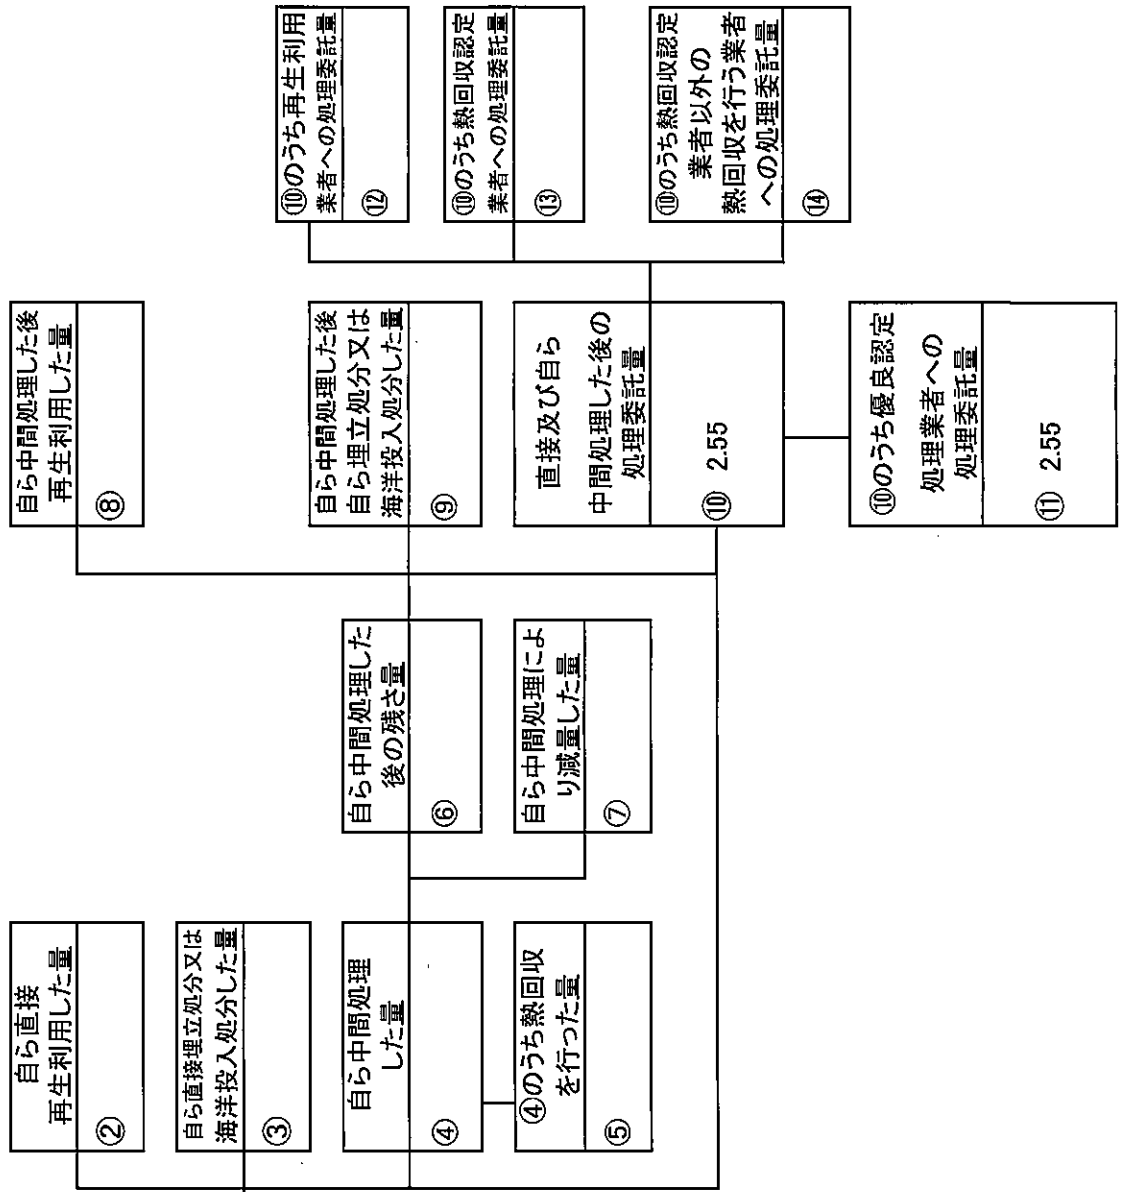 自ら直接
再生利用した量
②
自ら直接埋立処分又は
海洋投入処分した量
③
自ら中間処理
した量
④
④のうち熱回収
を行った量
⑤
自ら中間処理した
後の残さ量
⑥
自ら中間処理によ
り減量した量
⑦
自ら中間処理した後
再生利用した量
⑧
自ら中間処理した後
自ら埋立処分又は
海洋投入処分した量
⑨
直接及び自ら
中間処理した後の
処理委託量
⑩ 2.55
⑩のうち優良認定
処理業者への
処理委託量
⑪ 2.55
⑩のうち再生利用
業者への処理委託量
⑫
⑩のうち熱回収認定
業者への処理委託量
⑬
⑩のうち熱回収認定
業者以外の
熱回収を行う業者
への処理委託量
⑭